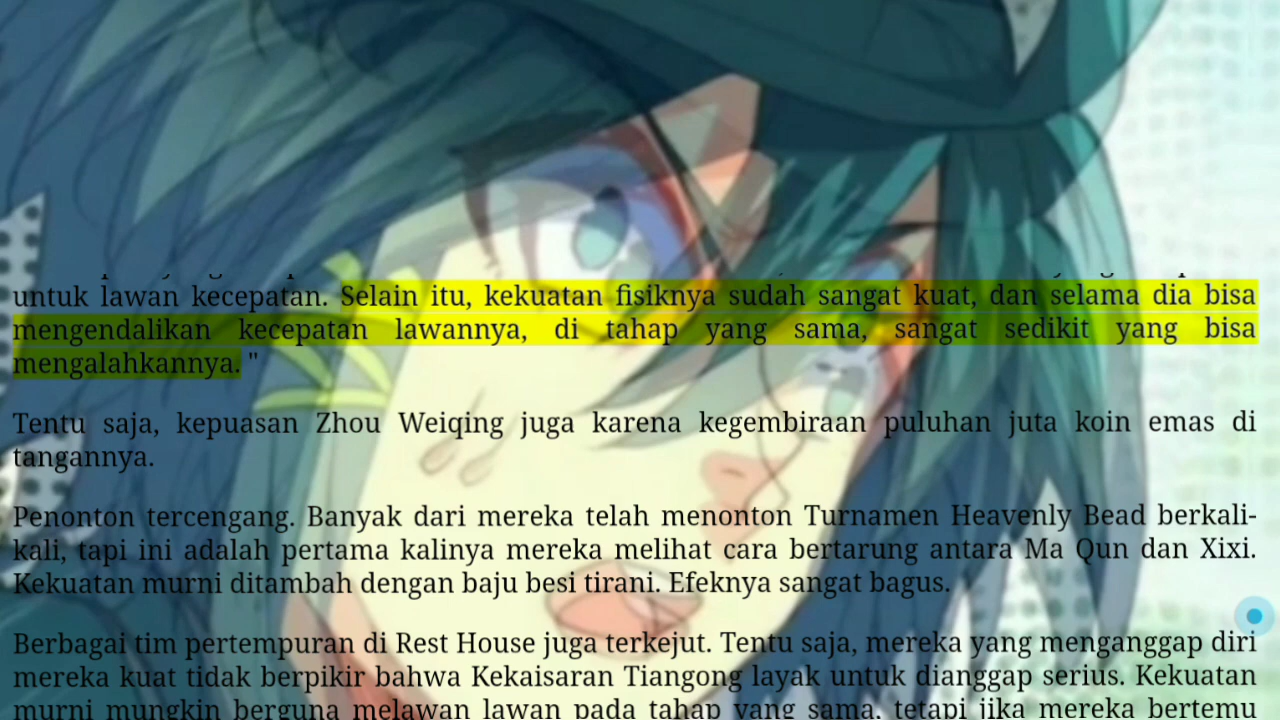 untuk lawan kecepatan. Selain itu, kekuatan fisiknya sudah sangat kuat, dan selama dia bisa
mengendalikan kecepatan lawannya, di tahap yang sama, sangat sedikit yang bisa
mengalahkannya. "
Tentu saja, kepuasan Zhou Weiqing juga karena kegembiraan puluhan juta koin emas di
tangannya.
Penonton tercengang. Banyak dari mereka telah menonton Turnamen Heavenly Bead berkali-
kali, tapi ini adalah pertama kalinya mereka melihat cara bertarung antara Ma Qun dan Xixi.
Kekuatan murni ditambah dengan baju besi tirani. Efeknya sangat bagus.
Berbagai tim pertempuran di Rest House juga terkejut. Tentu saja, mereka yang menganggap diri
mereka kuat tidak berpikir bahwa Kekaisaran Tiangong layak untuk dianggap serius. Kekuatan
murni mungkin berguna melawan lawan pada tahap yang sama, tetapi jika mereka bertemu